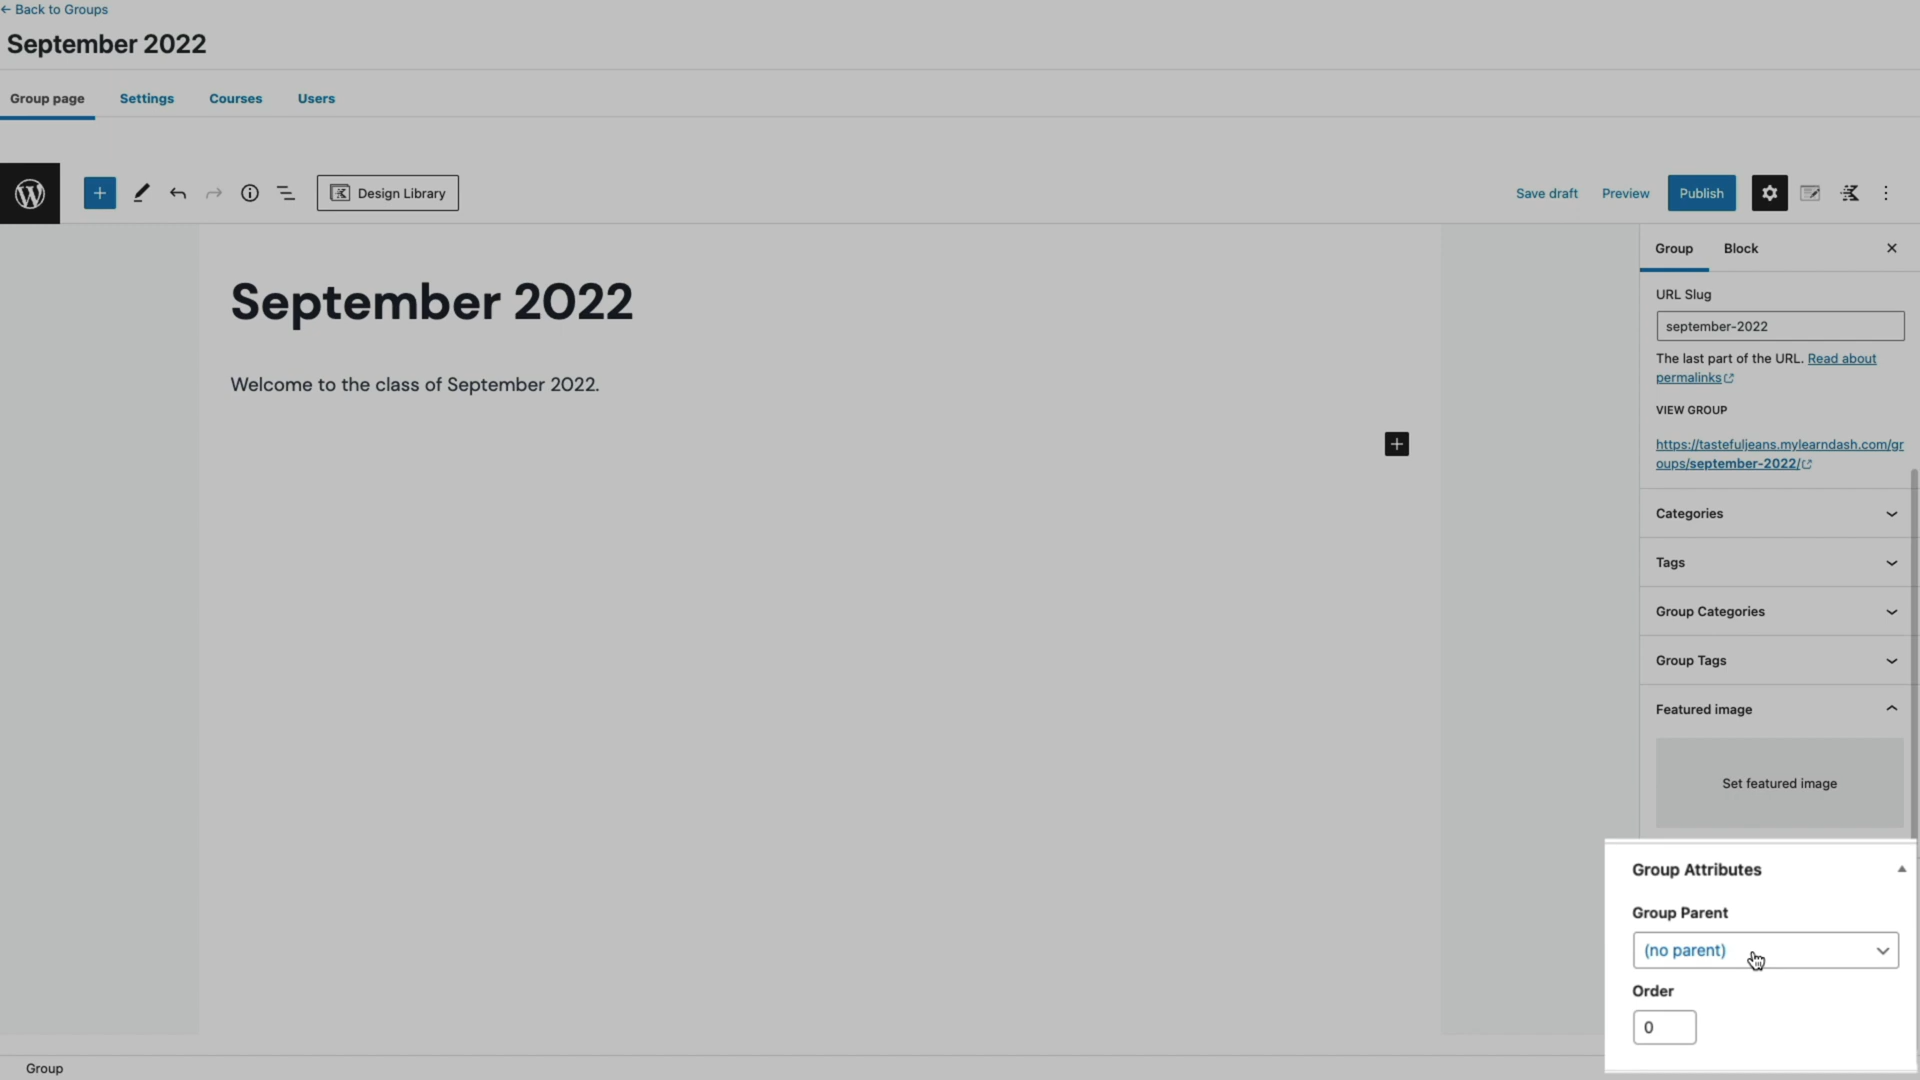 ← Back to Groups
September 2022
Group page Settings Courses Users
Design Library
Save draft Preview Publish
September 2022
Welcome to the class of September 2022.
Group Block
URL Slug
september-2022
The last part of the URL. Read about
permalinks
VIEW GROUP
https://tastefuljeans.mylearndash.com/gr
oups/september-2022/
Categories
Tags
Group Categories
Group Tags
Featured image
Set featured image
Group Attributes
Group Parent
(no parent)
Order
0
Group